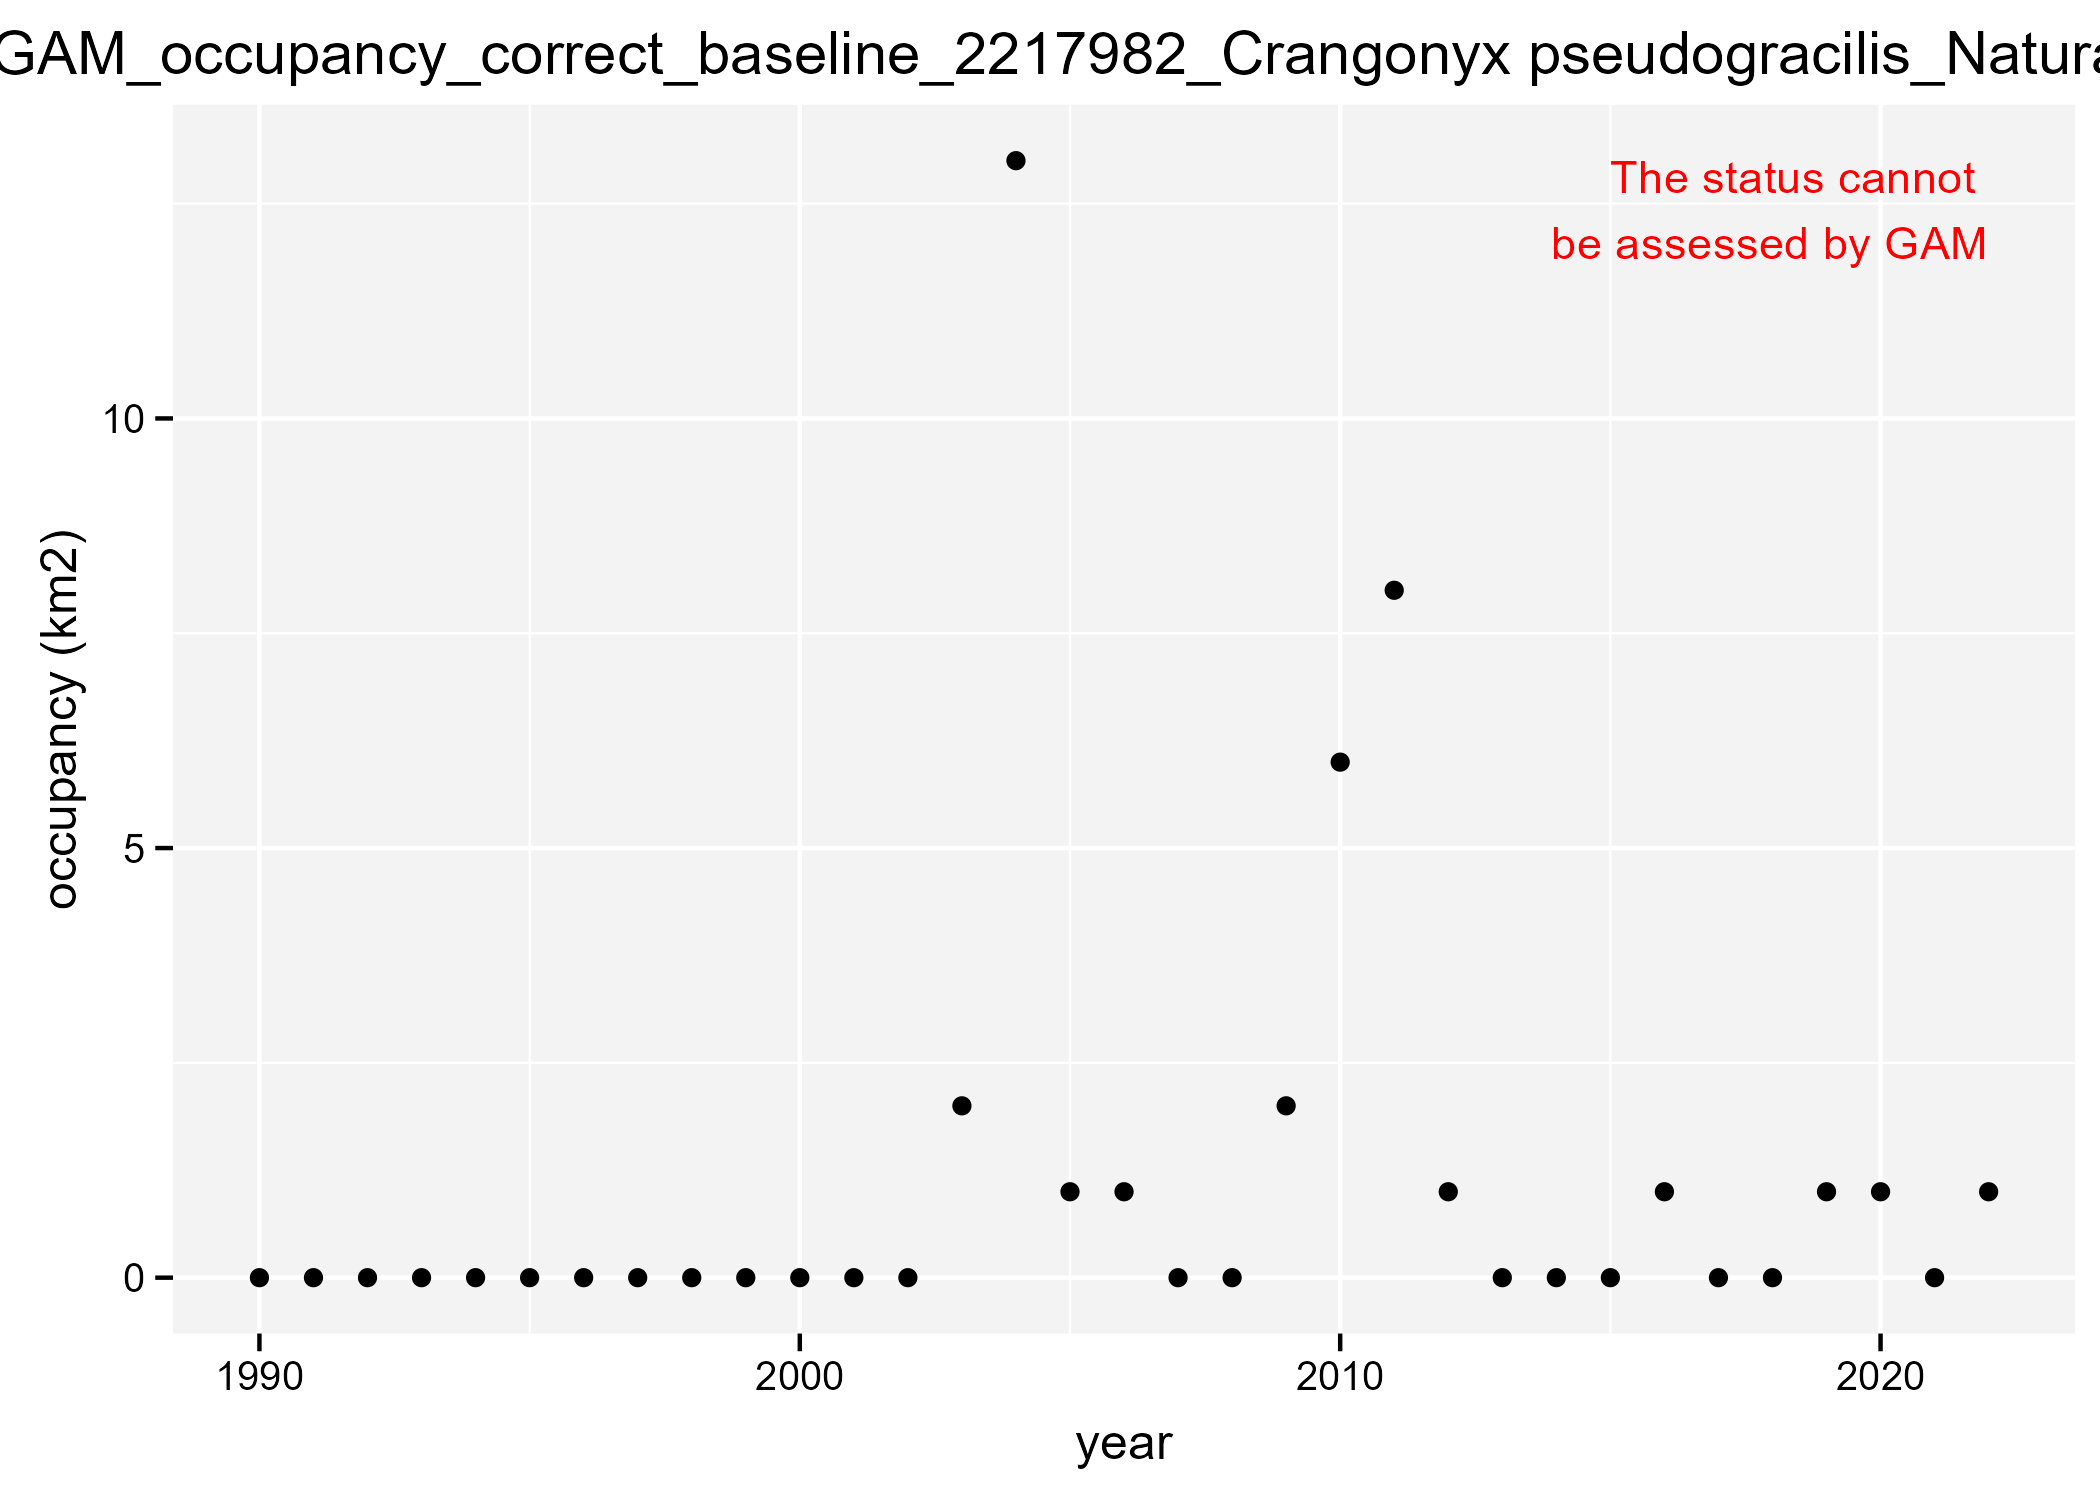 GAM_occupancy_correct_baseline_2217982_Crangonyx pseudogracilis_Natura
The status cannot
be assessed by GAM
10
5
0
occupancy (km2)
1990 2000 2010 2020
year